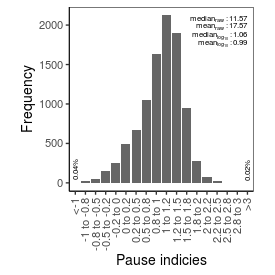 median_raw : 11.57
mean_raw : 17.57
median_log10 : 1.06
mean_log10 : 0.99
Frequency
2000
1500
1000
500
0
0.04%
0.02%
<-1
-1 to -0.8
-0.8 to -0.5
-0.5 to -0.2
-0.2 to 0
0 to 0.2
0.2 to 0.5
0.5 to 0.8
0.8 to 1
1 to 1.2
1.2 to 1.5
1.5 to 1.8
1.8 to 2
2 to 2.2
2.2 to 2.5
2.5 to 2.8
2.8 to 3
>3
Pause indicies